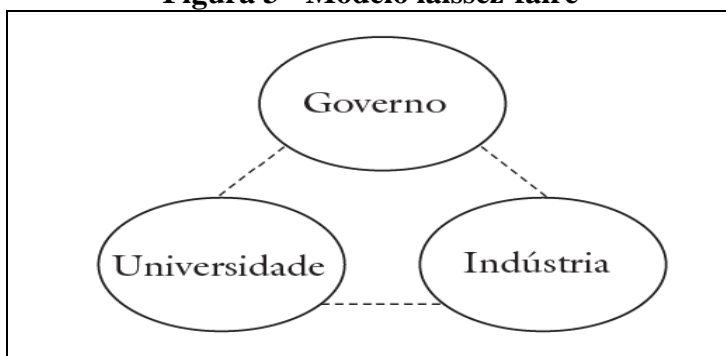 Figura 3 - Modelo laissez-faire
Governo
Universidade
Indústria